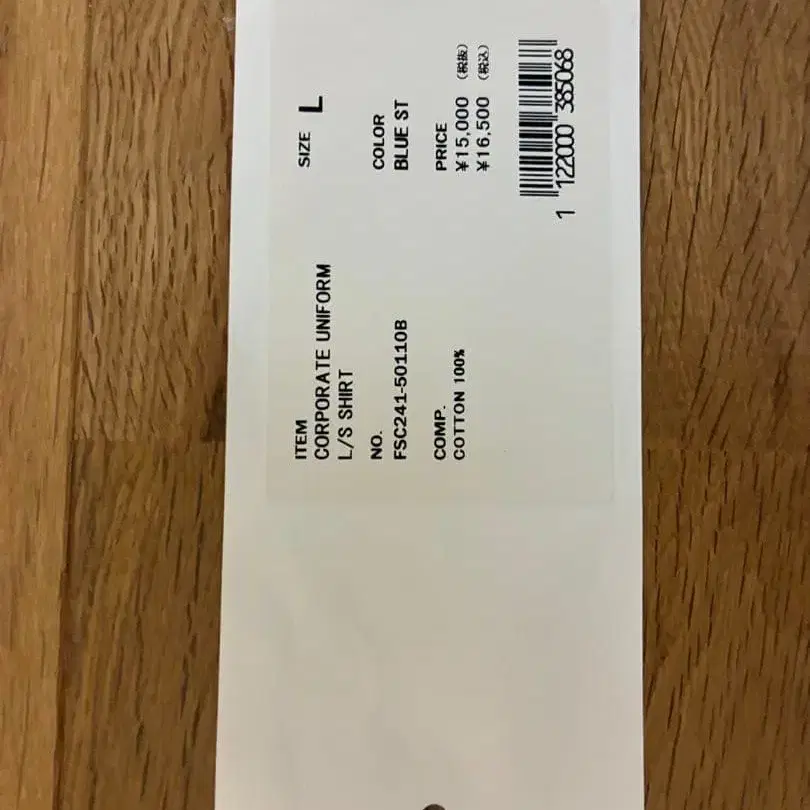 ITEM
CORPORATE UNIFORM
L/S SHIRT
NO.
FSC241-50110B
COMP.
COTTON 100%
SIZE L
COLOR
BLUE ST
PRICE
¥15,000 (税抜)
¥16,500 (税込)
1 122000 385068